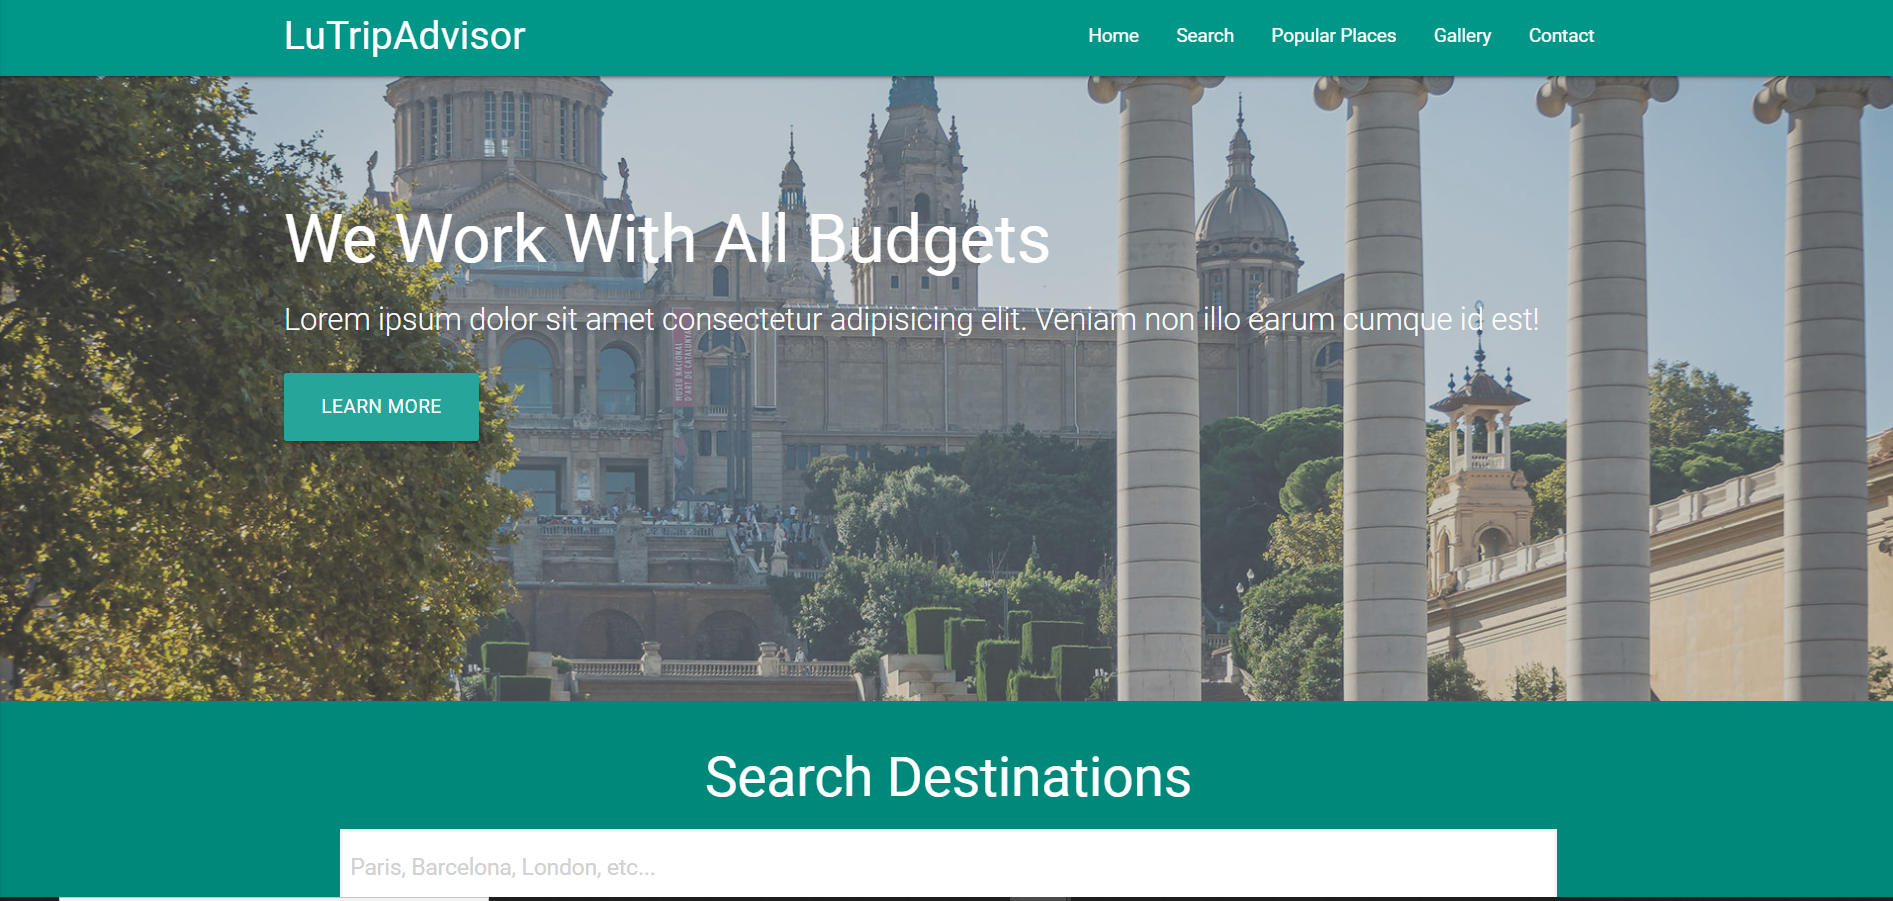 LuTripAdvisor
Home Search Popular Places Gallery Contact
We Work With All Budgets
Lorem ipsum dolor sit amet consectetur adipisicing elit. Veniam non illo earum cumque id est!
MUSEU NACIONAL
D'ART DE CATALUNYA
LEARN MORE
Search Destinations
Paris, Barcelona, London, etc...